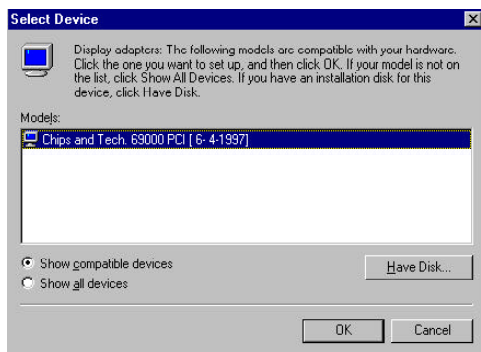 Select Device
Display adapters: The following models are compatible with your hardware.
Click the one you want to set up, and then click OK. If your model is not on
the list, click Show All Devices. If you have an installation disk for this
device, click Have Disk.
Models:
Chips and Tech. 69000 PCI [ 6- 4-1997]
Show compatible devices
Have Disk...
Show all devices
OK
Cancel